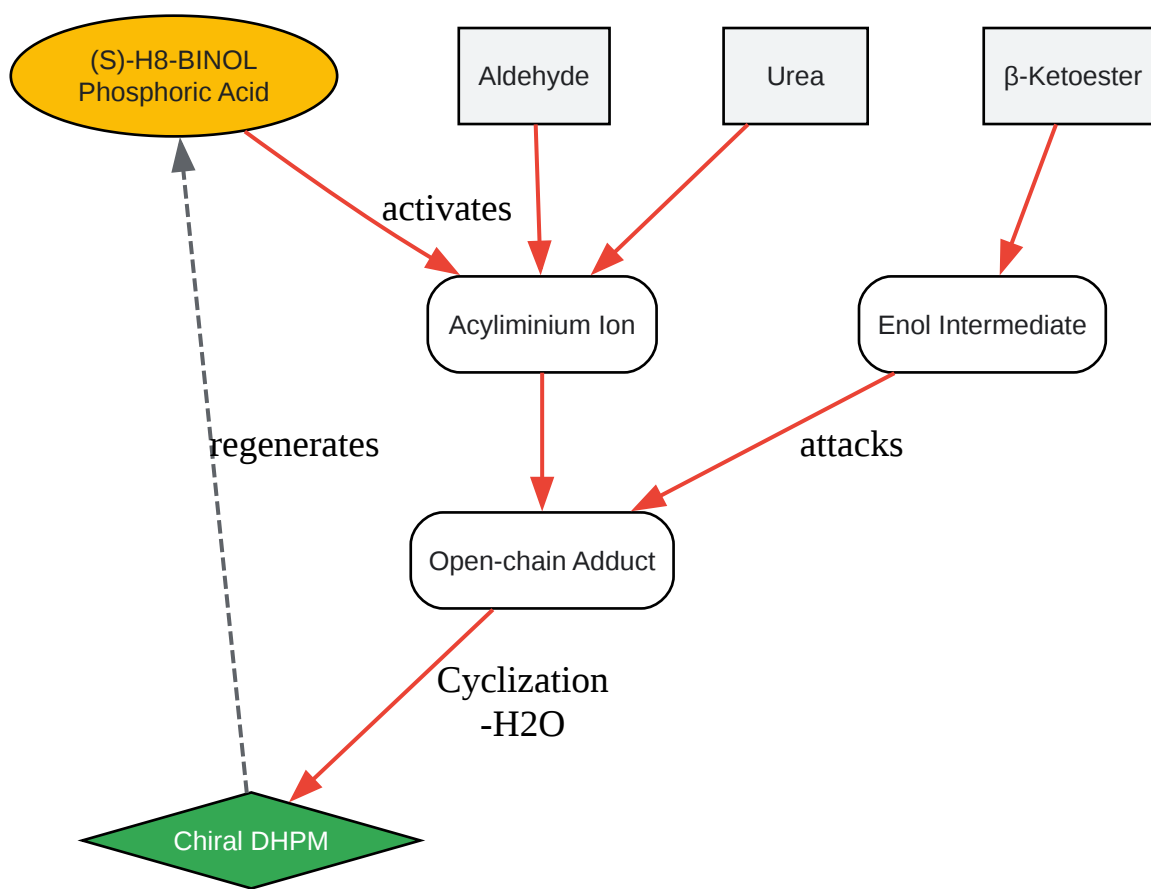 (S)-H8-BINOL
Phosphoric Acid
Aldehyde
Urea
β-Ketoester
activates
Acyliminium Ion
Enol Intermediate
regenerates
attacks
Open-chain Adduct
Cyclization
-H2O
Chiral DHPM